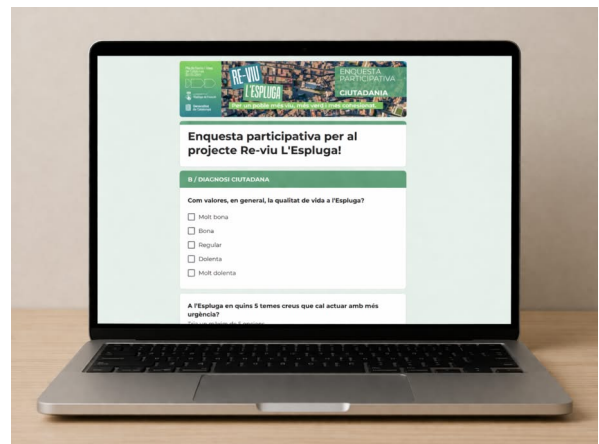 RE-VIU
L'ESPLUGA
ENQUESTA
PARTICIPATIVA
CIUTADANIA
Per un poble més viu, més verd i més cohesionat.
Enquesta participativa per al
projecte Re-viu L'Espluga!
B / DIAGNOSI CIUTADANA
Com valores, en general, la qualitat de vida a l'Espluga?
Molt bona
Bona
Regular
Dolenta
Molt dolenta
A l'Espluga en quins 5 temes creus que cal actuar amb més
urgència?